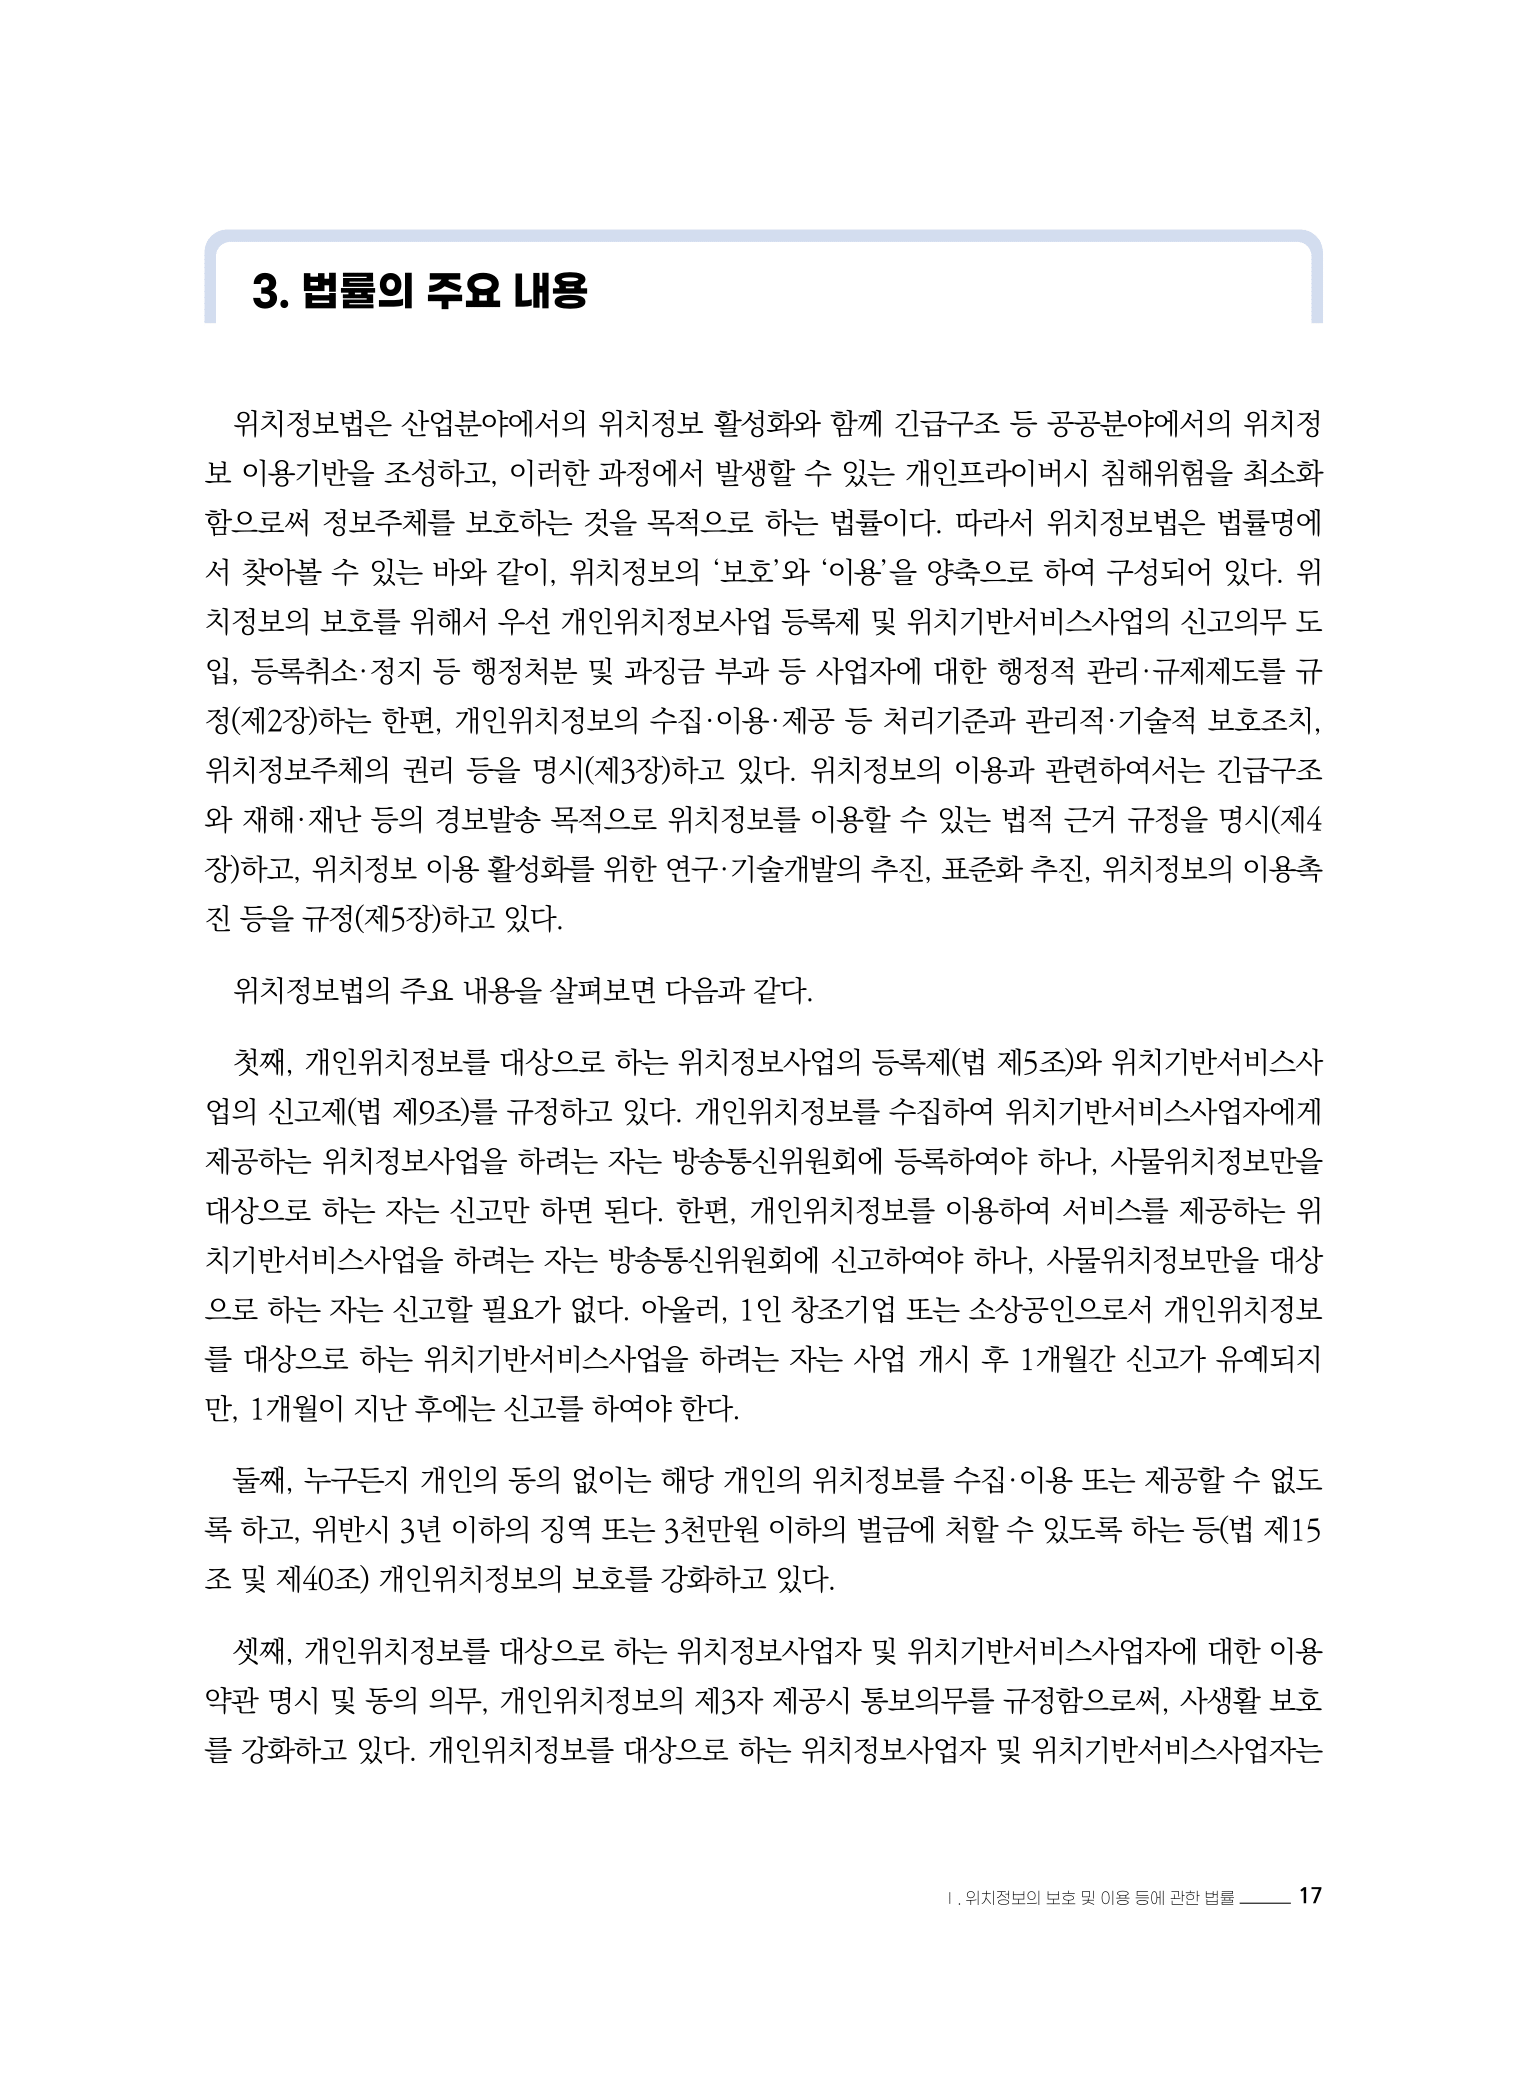 3. 법률의 주요 내용
위치정보법은 산업분야에서의 위치정보 활성화와 함께 긴급구조 등 공공분야에서의 위치정
보 이용기반을 조성하고, 이러한 과정에서 발생할 수 있는 개인프라이버시 침해위험을 최소화
함으로써 정보주체를 보호하는 것을 목적으로 하는 법률이다. 따라서 위치정보법은 법률명에
서 찾아볼 수 있는 바와 같이, 위치정보의 ‘보호’와 ‘이용’을 양축으로 하여 구성되어 있다. 위
치정보의 보호를 위해서 우선 개인위치정보사업 등록제 및 위치기반서비스사업의 신고의무 도
입, 등록취소·정지 등 행정처분 및 과징금 부과 등 사업자에 대한 행정적 관리·규제제도를 규
정(제2장)하는 한편, 개인위치정보의 수집·이용·제공 등 처리기준과 관리적·기술적 보호조치,
위치정보주체의 권리 등을 명시(제3장)하고 있다. 위치정보의 이용과 관련하여서는 긴급구조
와 재해·재난 등의 경보발송 목적으로 위치정보를 이용할 수 있는 법적 근거 규정을 명시(제4
장)하고, 위치정보 이용 활성화를 위한 연구·기술개발의 추진, 표준화 추진, 위치정보의 이용촉
진 등을 규정(제5장)하고 있다.
위치정보법의 주요 내용을 살펴보면 다음과 같다.
첫째, 개인위치정보를 대상으로 하는 위치정보사업의 등록제(법 제5조)와 위치기반서비스사
업의 신고제(법 제9조)를 규정하고 있다. 개인위치정보를 수집하여 위치기반서비스사업자에게
제공하는 위치정보사업을 하려는 자는 방송통신위원회에 등록하여야 하나, 사물위치정보만을
대상으로 하는 자는 신고만 하면 된다. 한편, 개인위치정보를 이용하여 서비스를 제공하는 위
치기반서비스사업을 하려는 자는 방송통신위원회에 신고하여야 하나, 사물위치정보만을 대상
으로 하는 자는 신고할 필요가 없다. 아울러, 1인 창조기업 또는 소상공인으로서 개인위치정보
를 대상으로 하는 위치기반서비스사업을 하려는 자는 사업 개시 후 1개월간 신고가 유예되지
만, 1개월이 지난 후에는 신고를 하여야 한다.
둘째, 누구든지 개인의 동의 없이는 해당 개인의 위치정보를 수집·이용 또는 제공할 수 없도
록 하고, 위반시 3년 이하의 징역 또는 3천만원 이하의 벌금에 처할 수 있도록 하는 등(법 제15
조 및 제40조) 개인위치정보의 보호를 강화하고 있다.
셋째, 개인위치정보를 대상으로 하는 위치정보사업자 및 위치기반서비스사업자에 대한 이용
약관 명시 및 동의 의무, 개인위치정보의 제3자 제공시 통보의무를 규정함으로써, 사생활 보호
를 강화하고 있다. 개인위치정보를 대상으로 하는 위치정보사업자 및 위치기반서비스사업자는
Ⅰ. 위치정보의 보호 및 이용 등에 관한 법률 17